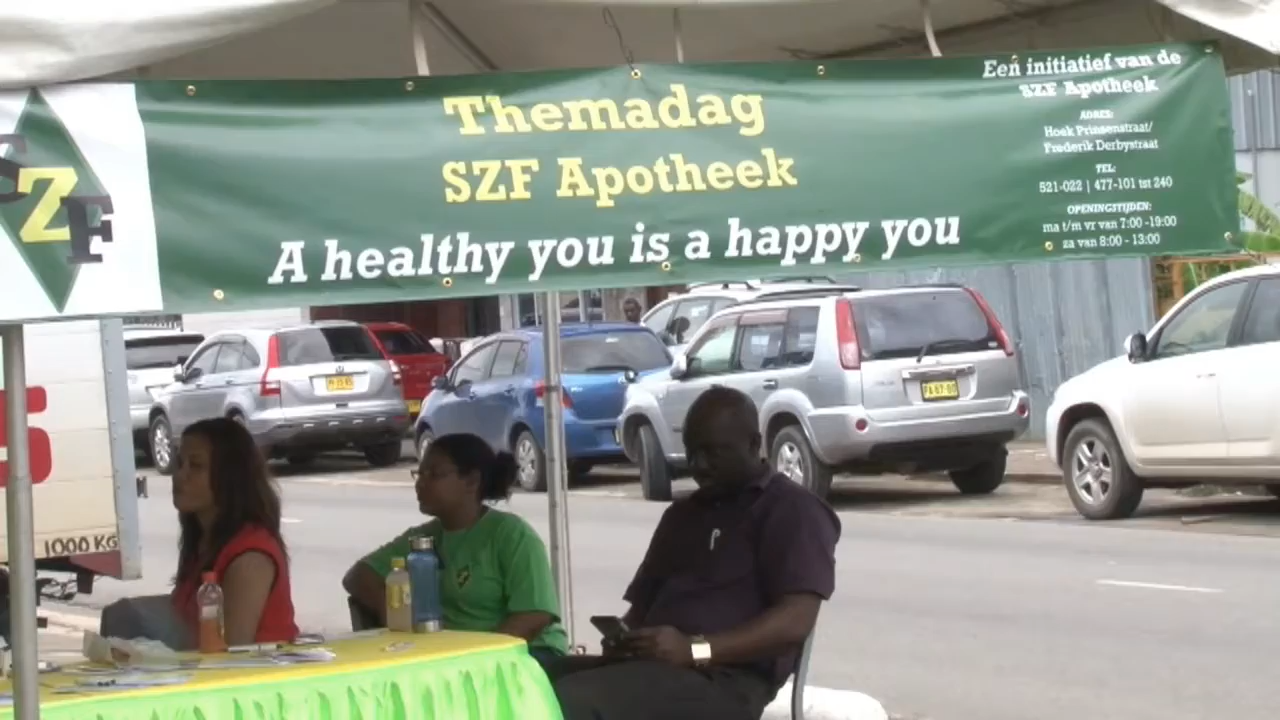 SZF
Themadag
SZF Apotheek
A healthy you is a happy you
Een initiatief van de
SZF Apotheek
ADRES:
Hoek Prinsenstraat/
Frederik Derbystraat
TEL:
521-022 | 477-101 tst 240
OPENINGSTIJDEN:
ma t/m vr van 7:00 -19:00
za van 8:00 - 13:00
1000 KG